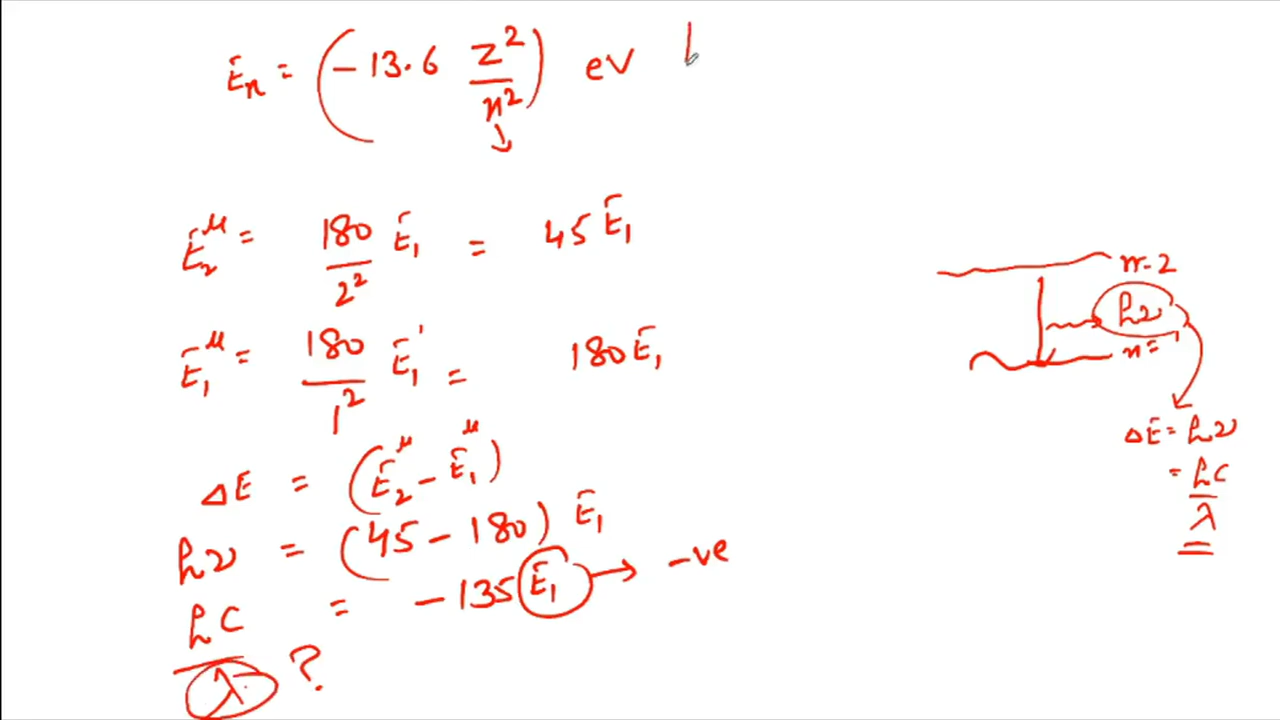 Eₙ = (-13.6 Z²/n²) eV
E₂^μ = 180/2² E₁ = 45 E₁
E₁^μ = 180/1² E₁ = 180 E₁
ΔE = (E₂^μ - E₁^μ)
hν = (45 - 180) E₁
hc/λ ? = -135 E₁ → -ve
n=2
hν
n=1
ΔE = hν
= hc/λ